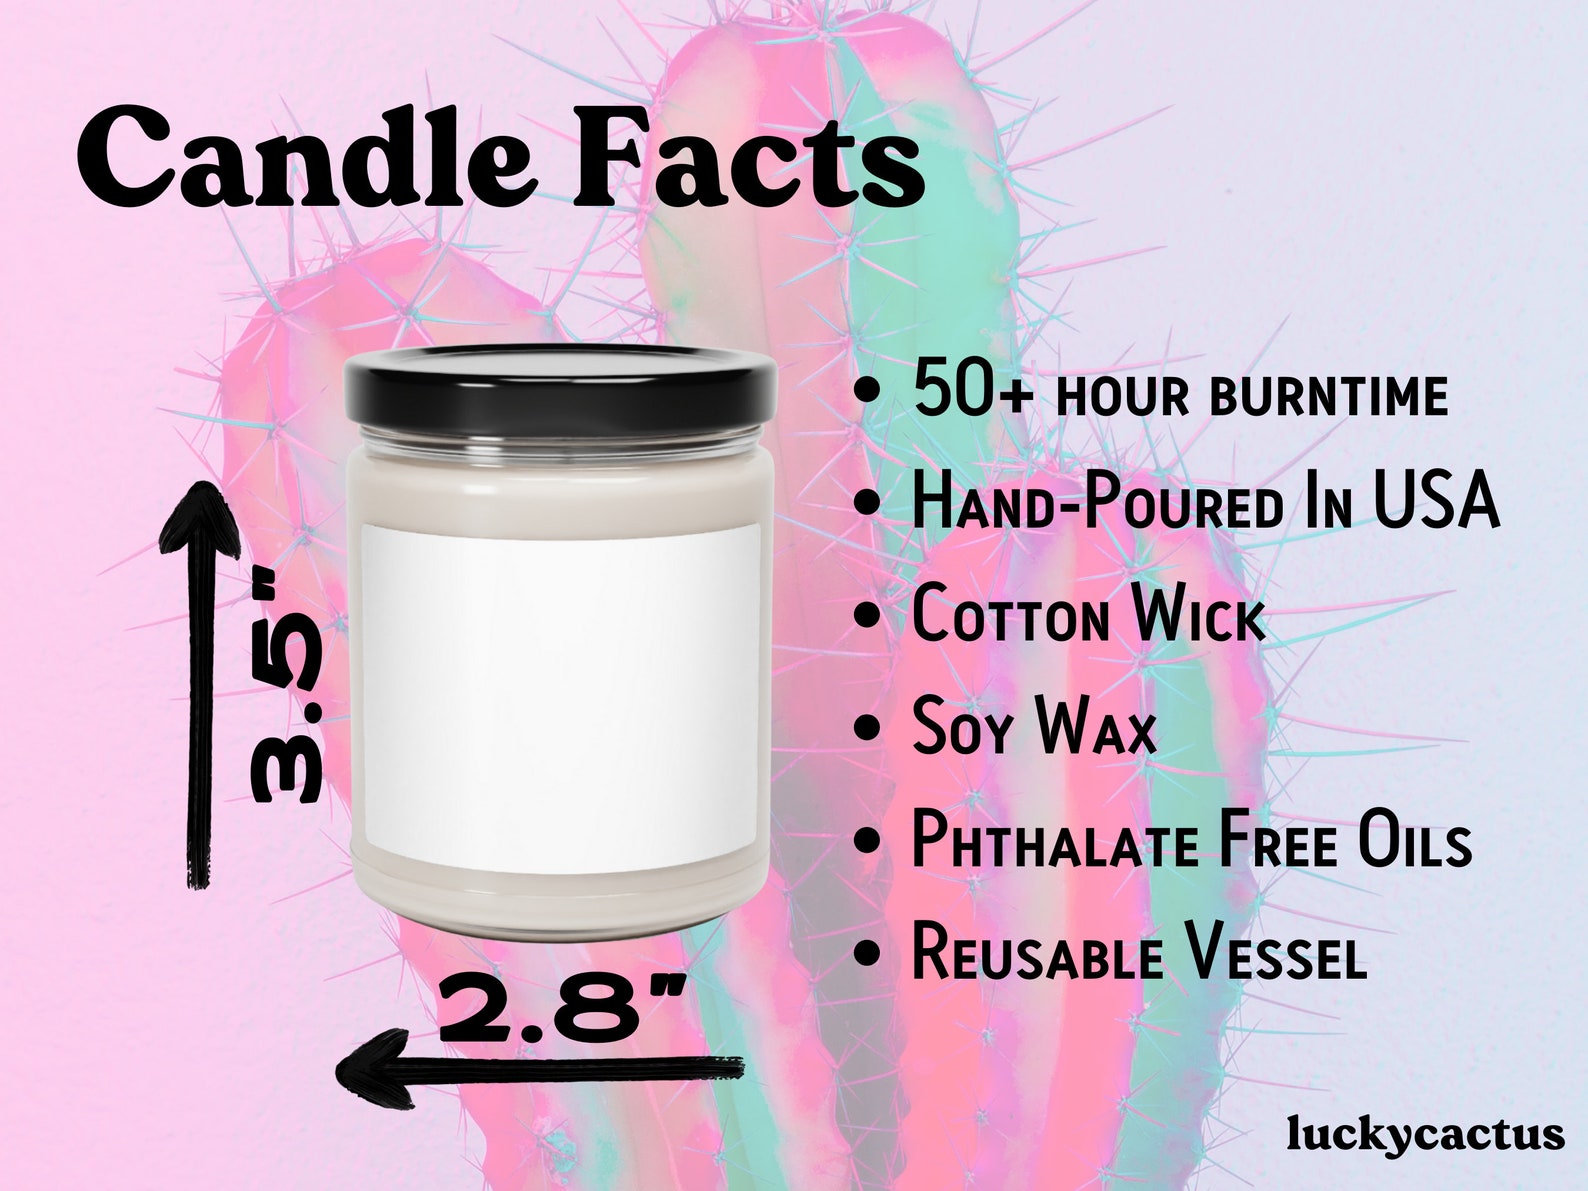 Candle Facts
3.5"
2.8"
• 50+ HOUR BURNTIME
• HAND-POURED IN USA
• COTTON WICK
• SOY WAX
• PHTHALATE FREE OILS
• REUSABLE VESSEL
luckycactus